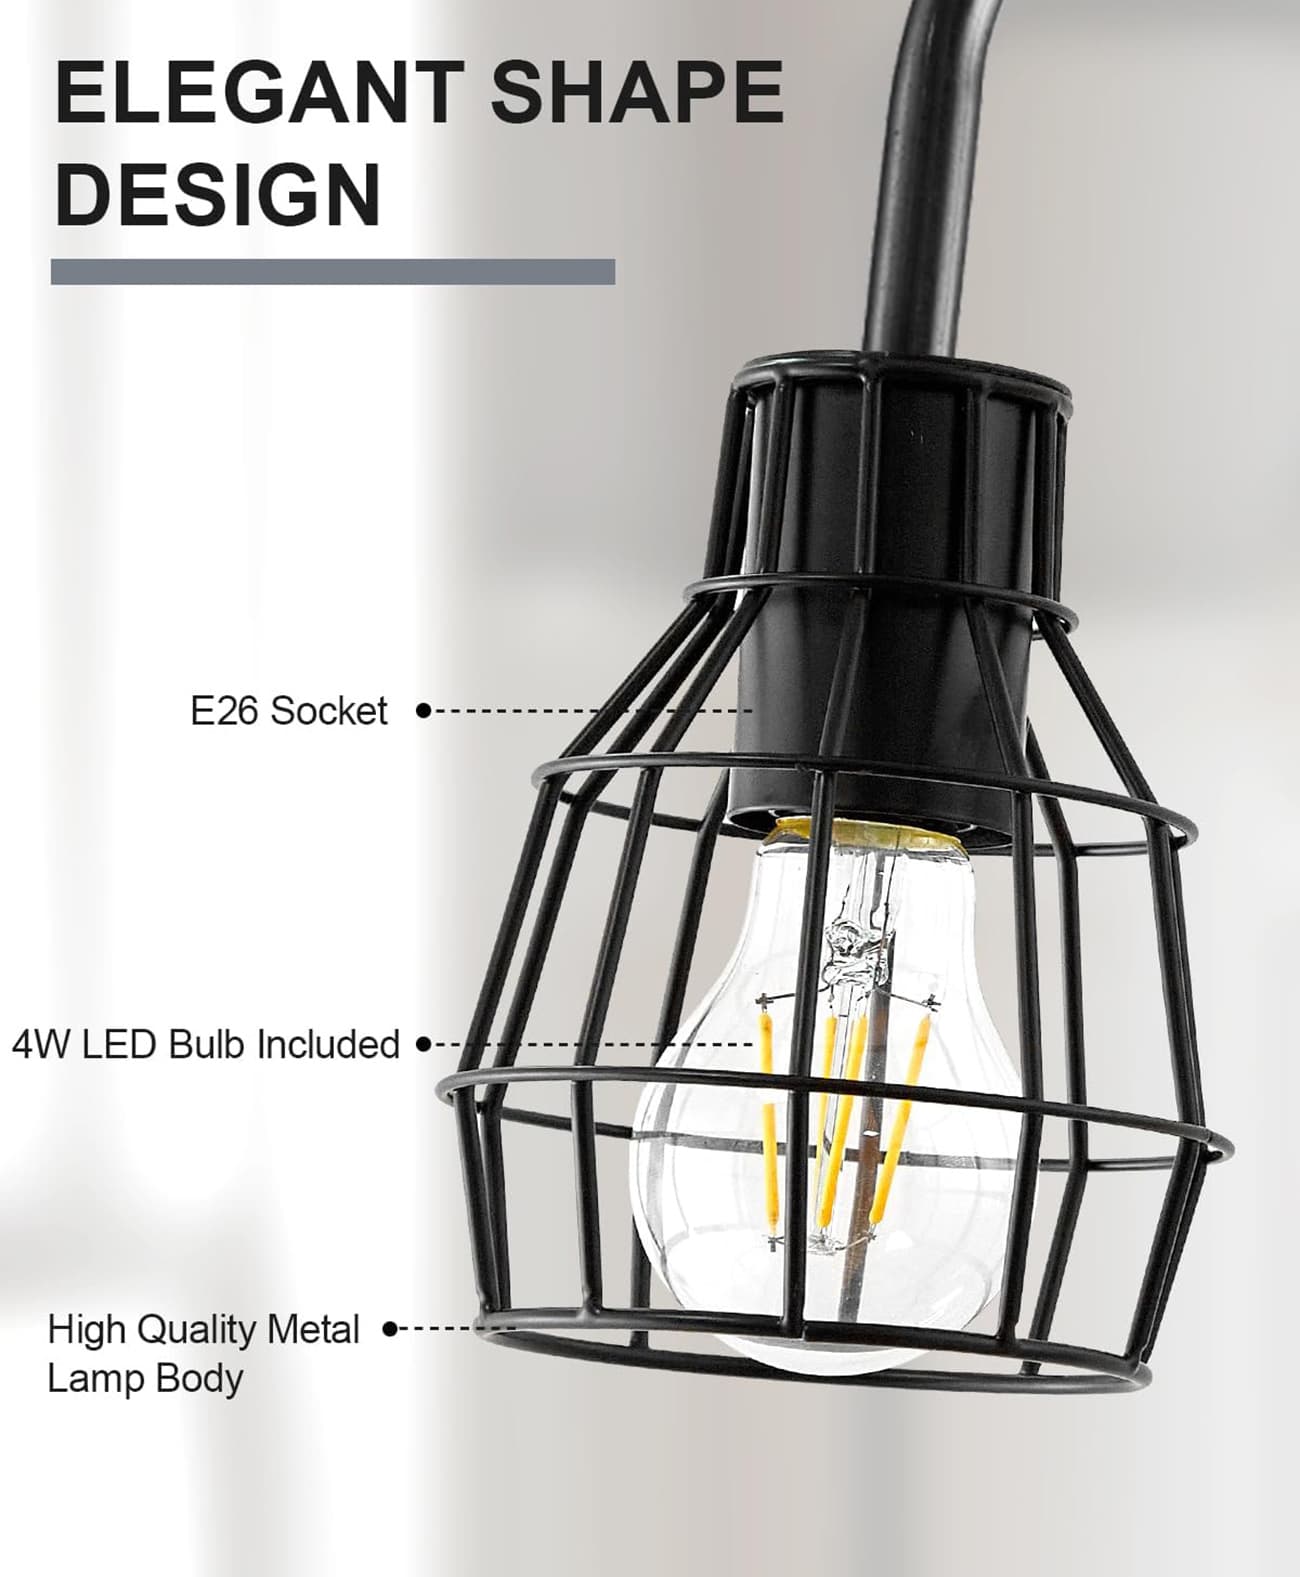 ELEGANT SHAPE
DESIGN
E26 Socket
4W LED Bulb Included
High Quality Metal
Lamp Body